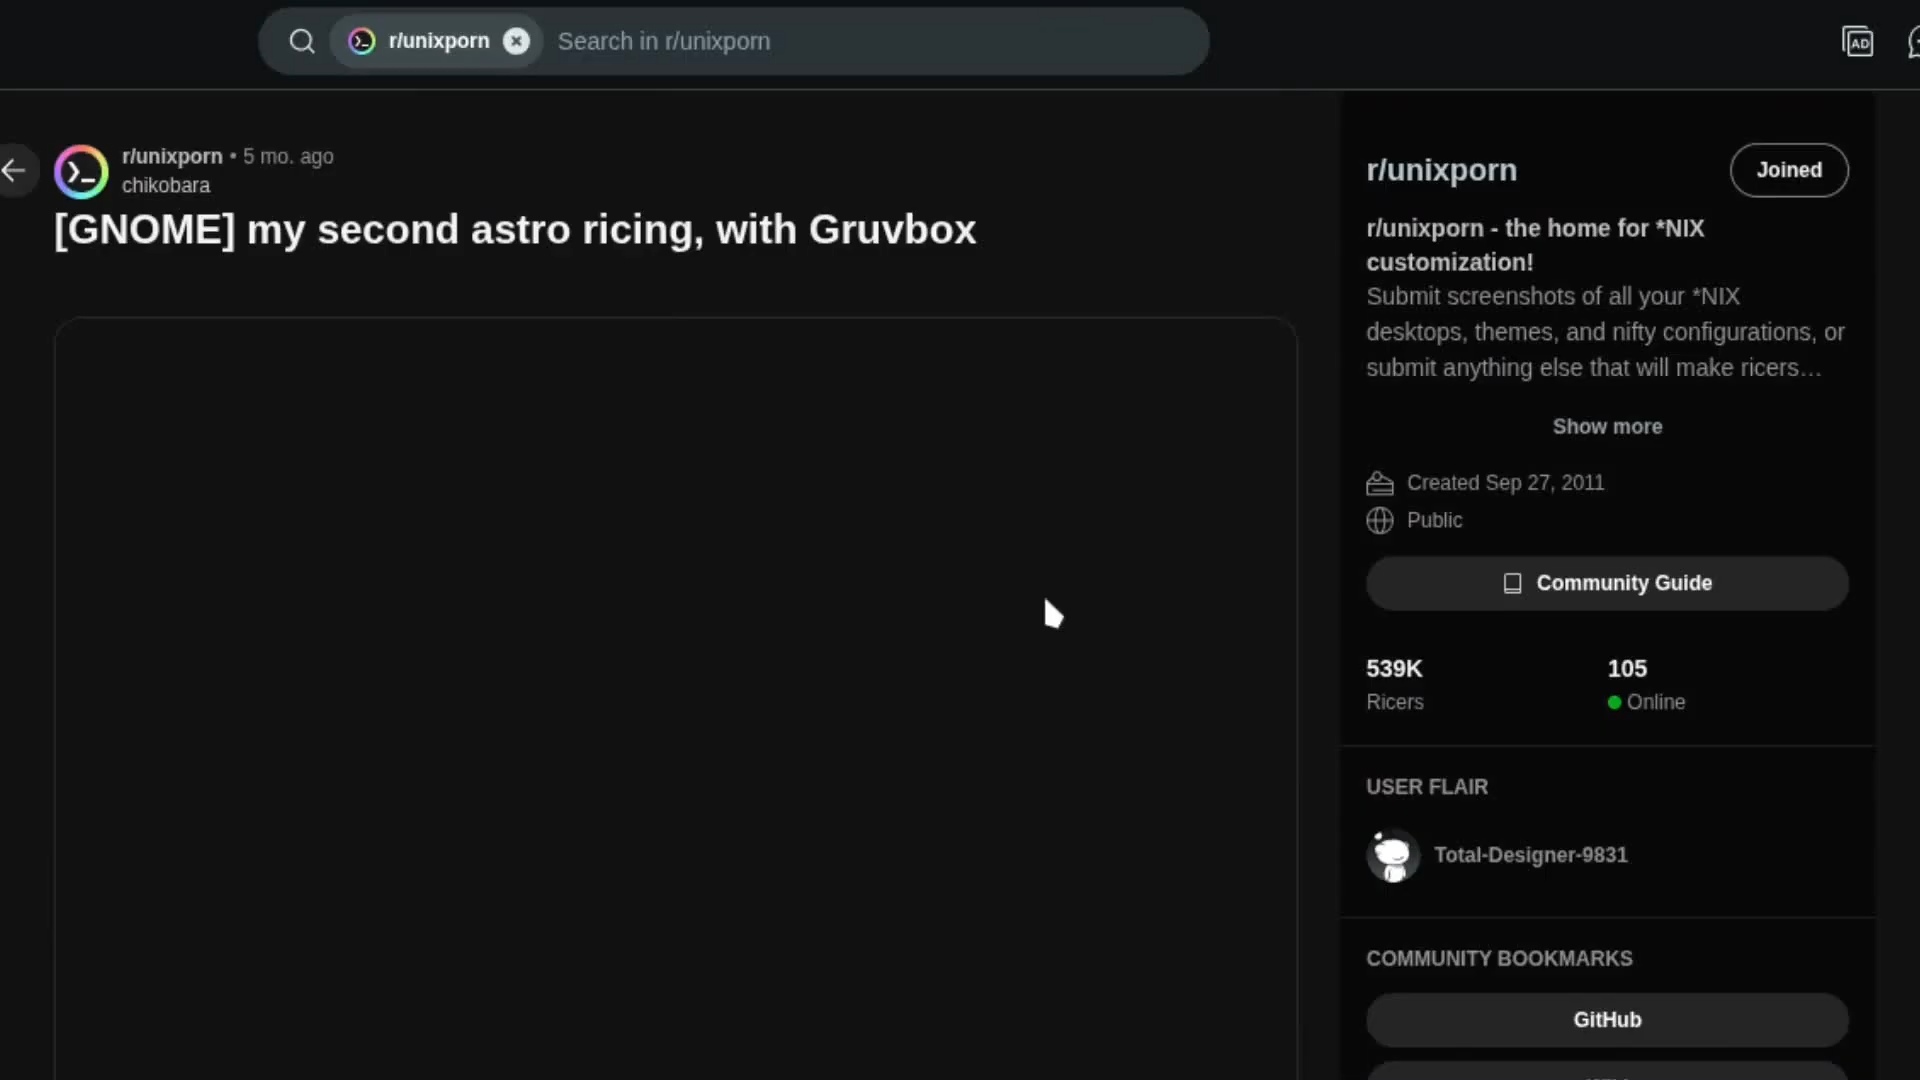 r/unixporn
Search in r/unixporn
AD
r/unixporn • 5 mo. ago
chikobara
[GNOME] my second astro ricing, with Gruvbox
r/unixporn
Joined
r/unixporn - the home for *NIX
customization!
Submit screenshots of all your *NIX
desktops, themes, and nifty configurations, or
submit anything else that will make ricers...
Show more
Created Sep 27, 2011
Public
Community Guide
539K
Ricers
105
Online
USER FLAIR
Total-Designer-9831
COMMUNITY BOOKMARKS
GitHub